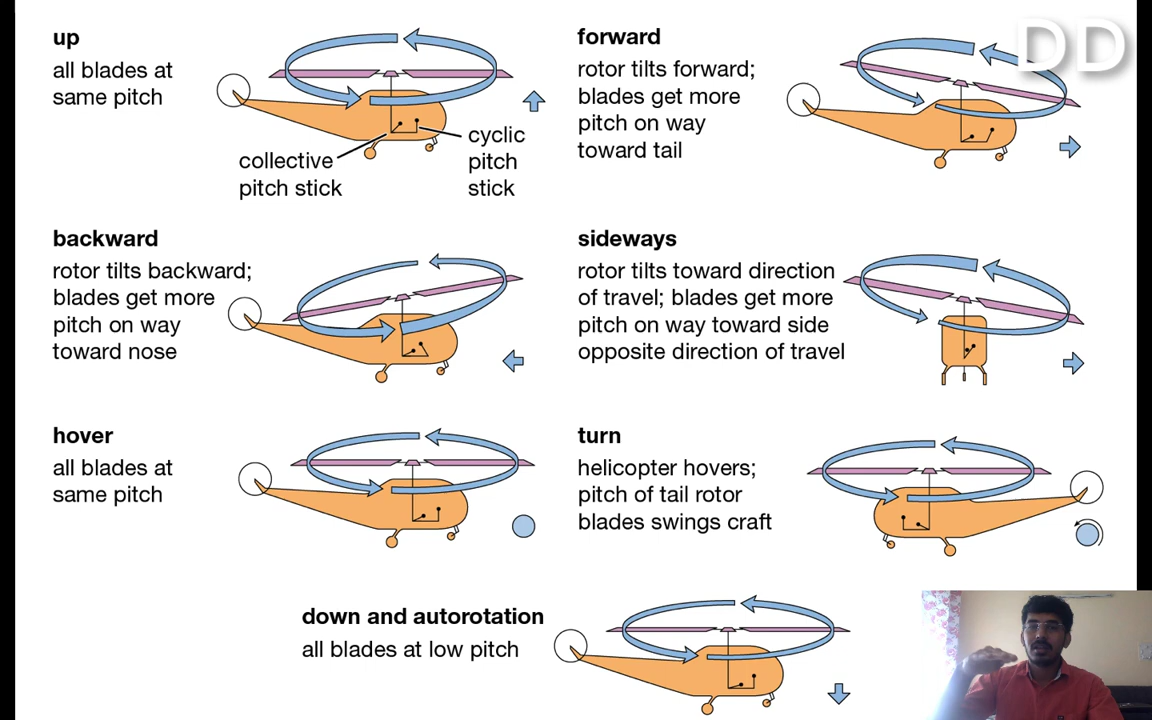 up
all blades at
same pitch
collective
pitch stick
cyclic
pitch
stick
forward
rotor tilts forward;
blades get more
pitch on way
toward tail
DD
backward
rotor tilts backward;
blades get more
pitch on way
toward nose
sideways
rotor tilts toward direction
of travel; blades get more
pitch on way toward side
opposite direction of travel
hover
all blades at
same pitch
turn
helicopter hovers;
pitch of tail rotor
blades swings craft
down and autorotation
all blades at low pitch